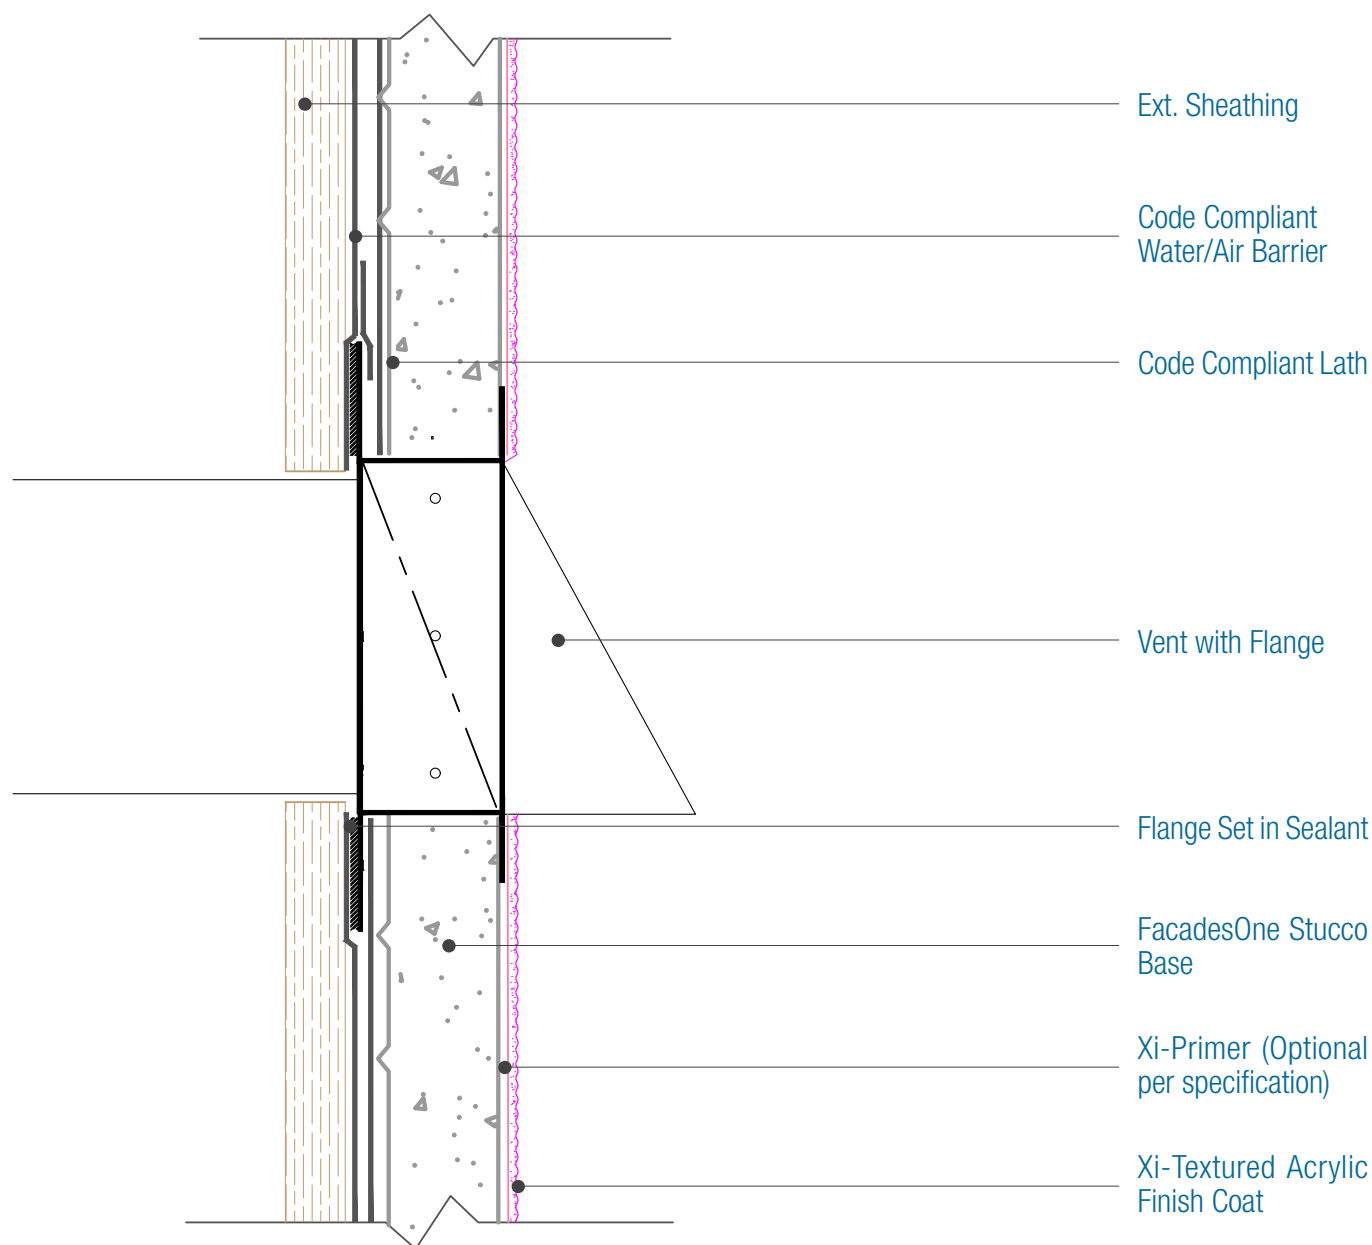 Ext. Sheathing
Code Compliant
Water/Air Barrier
Code Compliant Lath
Vent with Flange
Flange Set in Sealant
FacadesOne Stucco
Base
Xi-Primer (Optional
per specification)
Xi-Textured Acrylic
Finish Coat